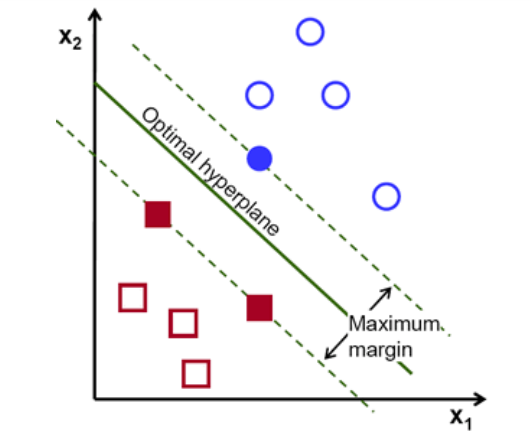 x₂
Optimal hyperplane
Maximum
margin
x₁